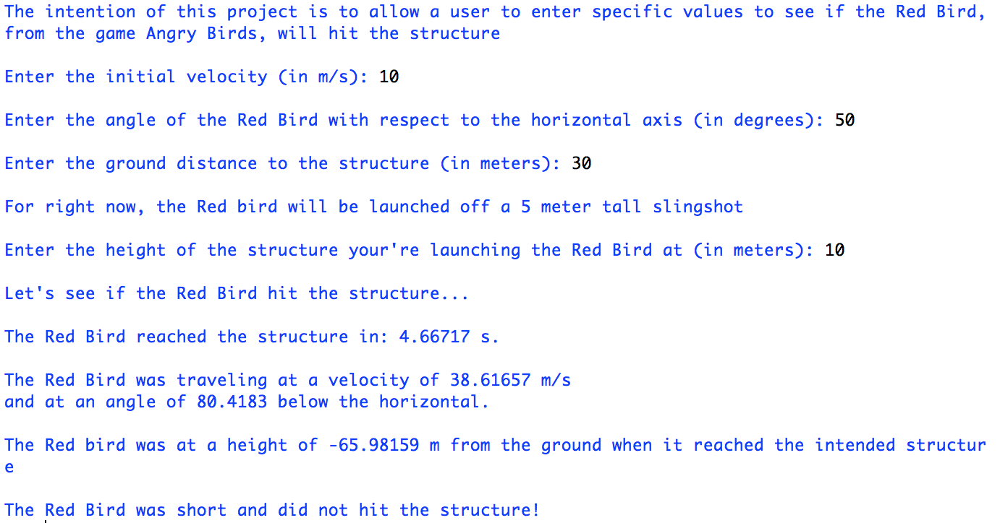 The intention of this project is to allow a user to enter specific values to see if the Red Bird,
from the game Angry Birds, will hit the structure
Enter the initial velocity (in m/s): 10
Enter the angle of the Red Bird with respect to the horizontal axis (in degrees): 50
Enter the ground distance to the structure (in meters): 30
For right now, the Red bird will be launched off a 5 meter tall slingshot
Enter the height of the structure your're launching the Red Bird at (in meters): 10
Let's see if the Red Bird hit the structure...
The Red Bird reached the structure in: 4.66717 s.
The Red Bird was traveling at a velocity of 38.61657 m/s
and at an angle of 80.4183 below the horizontal.
The Red bird was at a height of -65.98159 m from the ground when it reached the intended structur
e
The Red Bird was short and did not hit the structure!